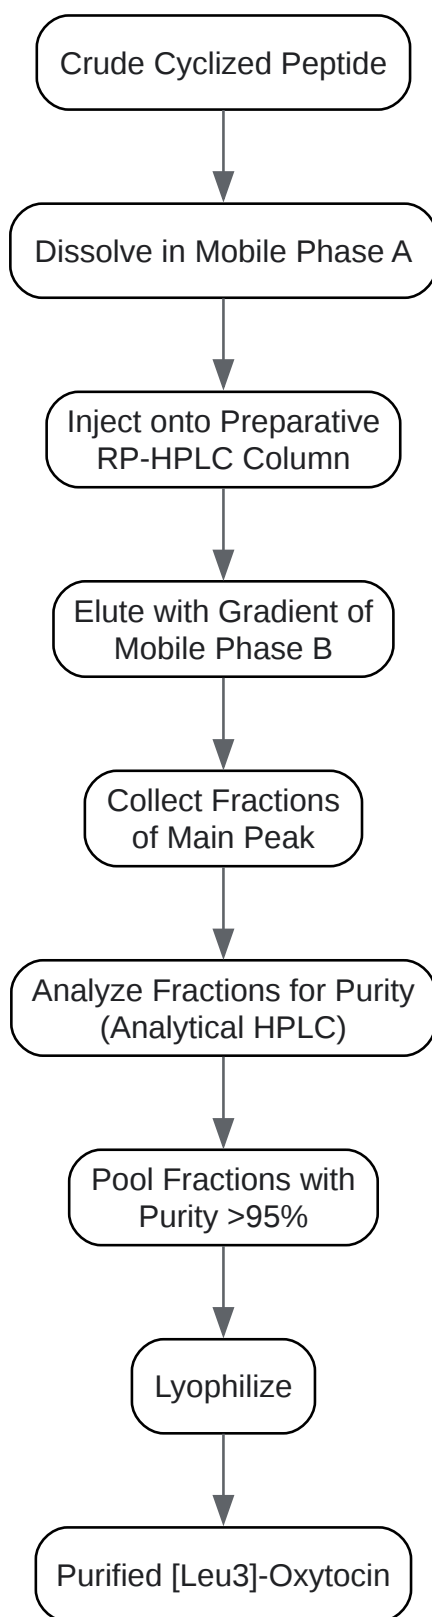 Crude Cyclized Peptide
Dissolve in Mobile Phase A
Inject onto Preparative
RP-HPLC Column
Elute with Gradient of
Mobile Phase B
Collect Fractions
of Main Peak
Analyze Fractions for Purity
(Analytical HPLC)
Pool Fractions with
Purity >95%
Lyophilize
Purified [Leu3]-Oxytocin